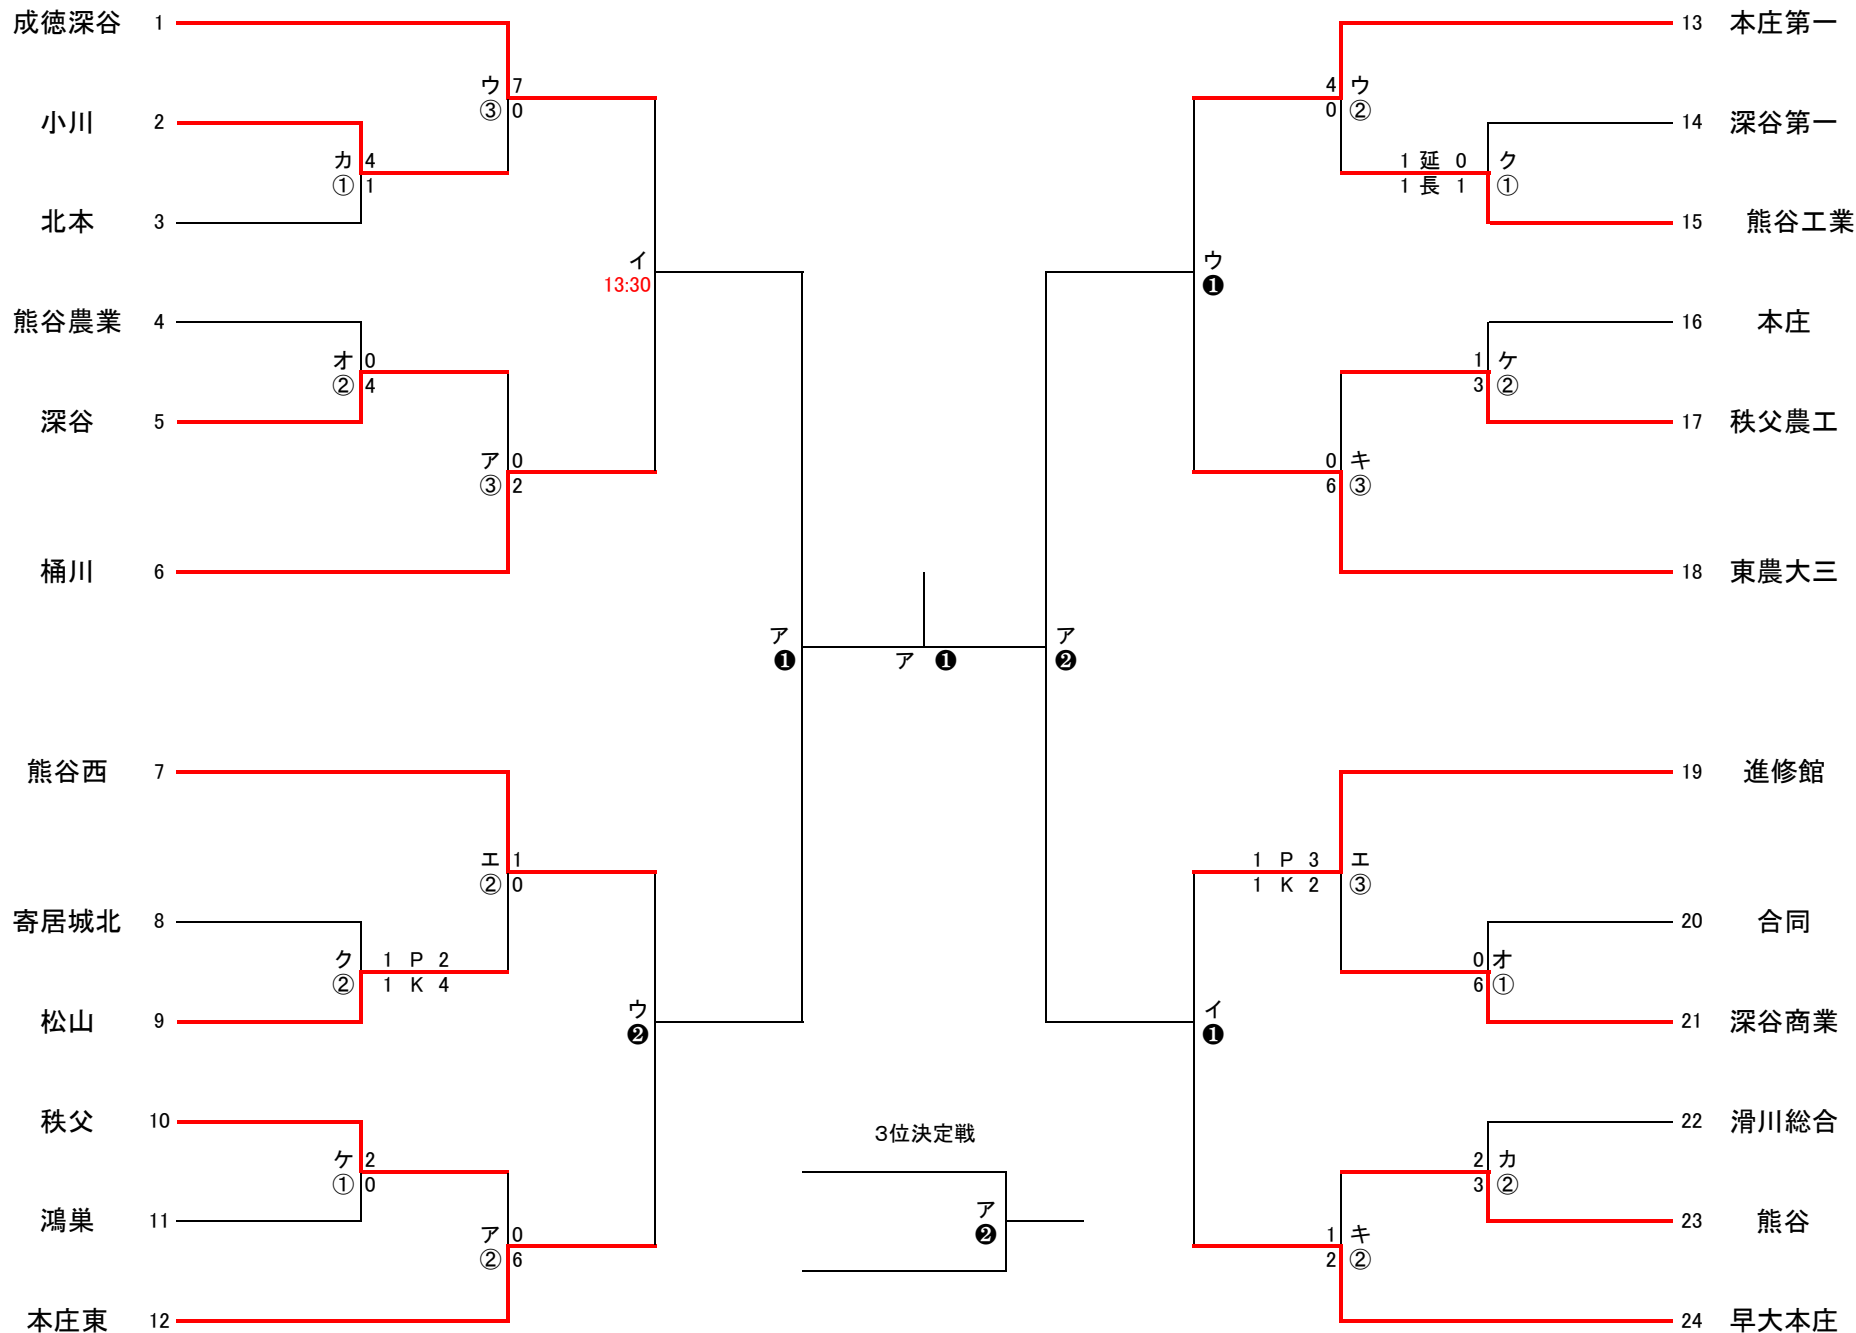 成徳深谷 1
ウ 7
③ 0
小川 2
カ 4
① 1
北本 3
イ
13:30
熊谷農業 4
オ 0
② 4
深谷 5
ア 0
③ 2
桶川 6
ア
❶
熊谷西 7
エ 1
② 0
寄居城北 8
ク 1 P 2
② 1 K 4
松山 9
ウ
❷
秩父 10
ケ 2
① 0
鴻巣 11
ア 0
② 6
本庄東 12
ア ❶
3位決定戦
ア
❷
13 本庄第一
4 ウ
0 ②
14 深谷第一
1 延 0 ク
1 長 1 ①
15 熊谷工業
ウ
❶
16 本庄
1 ケ
3 ②
17 秩父農工
0 キ
6 ③
18 東農大三
ア
❷
19 進修館
1 P 3 エ
1 K 2 ③
20 合同
0 オ
6 ①
21 深谷商業
イ
❶
22 滑川総合
2 カ
3 ②
23 熊谷
1 キ
2 ②
24 早大本庄